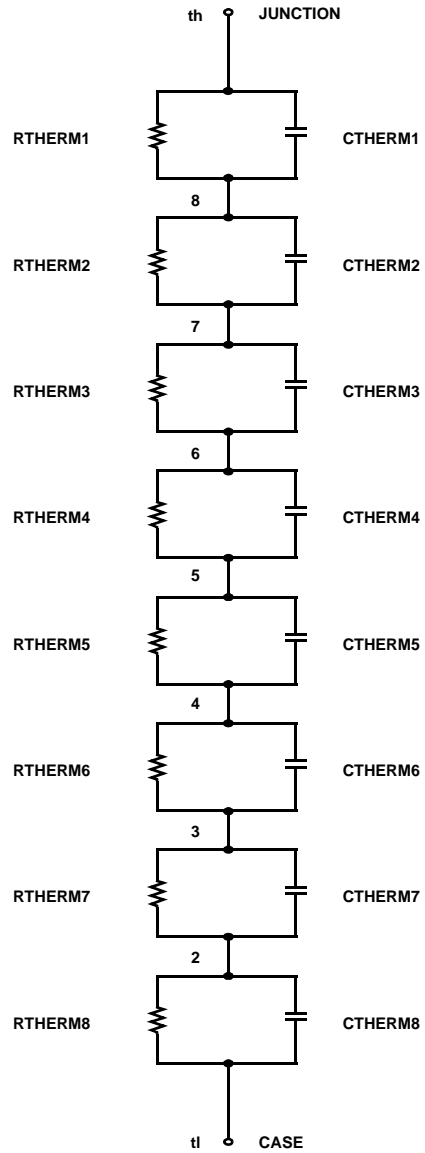 th JUNCTION
RTHERM1 CTHERM1
8
RTHERM2 CTHERM2
7
RTHERM3 CTHERM3
6
RTHERM4 CTHERM4
5
RTHERM5 CTHERM5
4
RTHERM6 CTHERM6
3
RTHERM7 CTHERM7
2
RTHERM8 CTHERM8
tl CASE